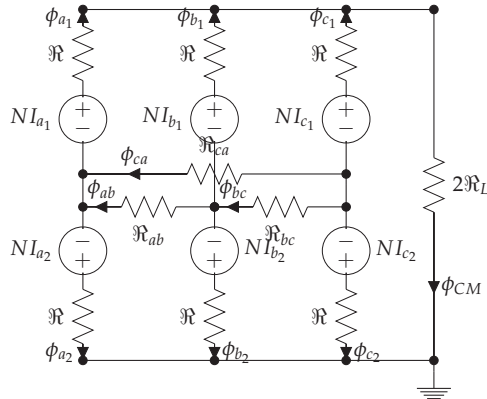 ϕa1 ϕb1 ϕc1
ℜ ℜ ℜ
NIa1 NIb1 NIc1
+ + +
− − −
ℜca
ϕca
2ℜL
ϕab ϕbc
ℜab ℜbc
− − −
+ + +
NIa2 NIb2 NIc2
ϕCM
ℜ ℜ ℜ
ϕa2 ϕb2 ϕc2